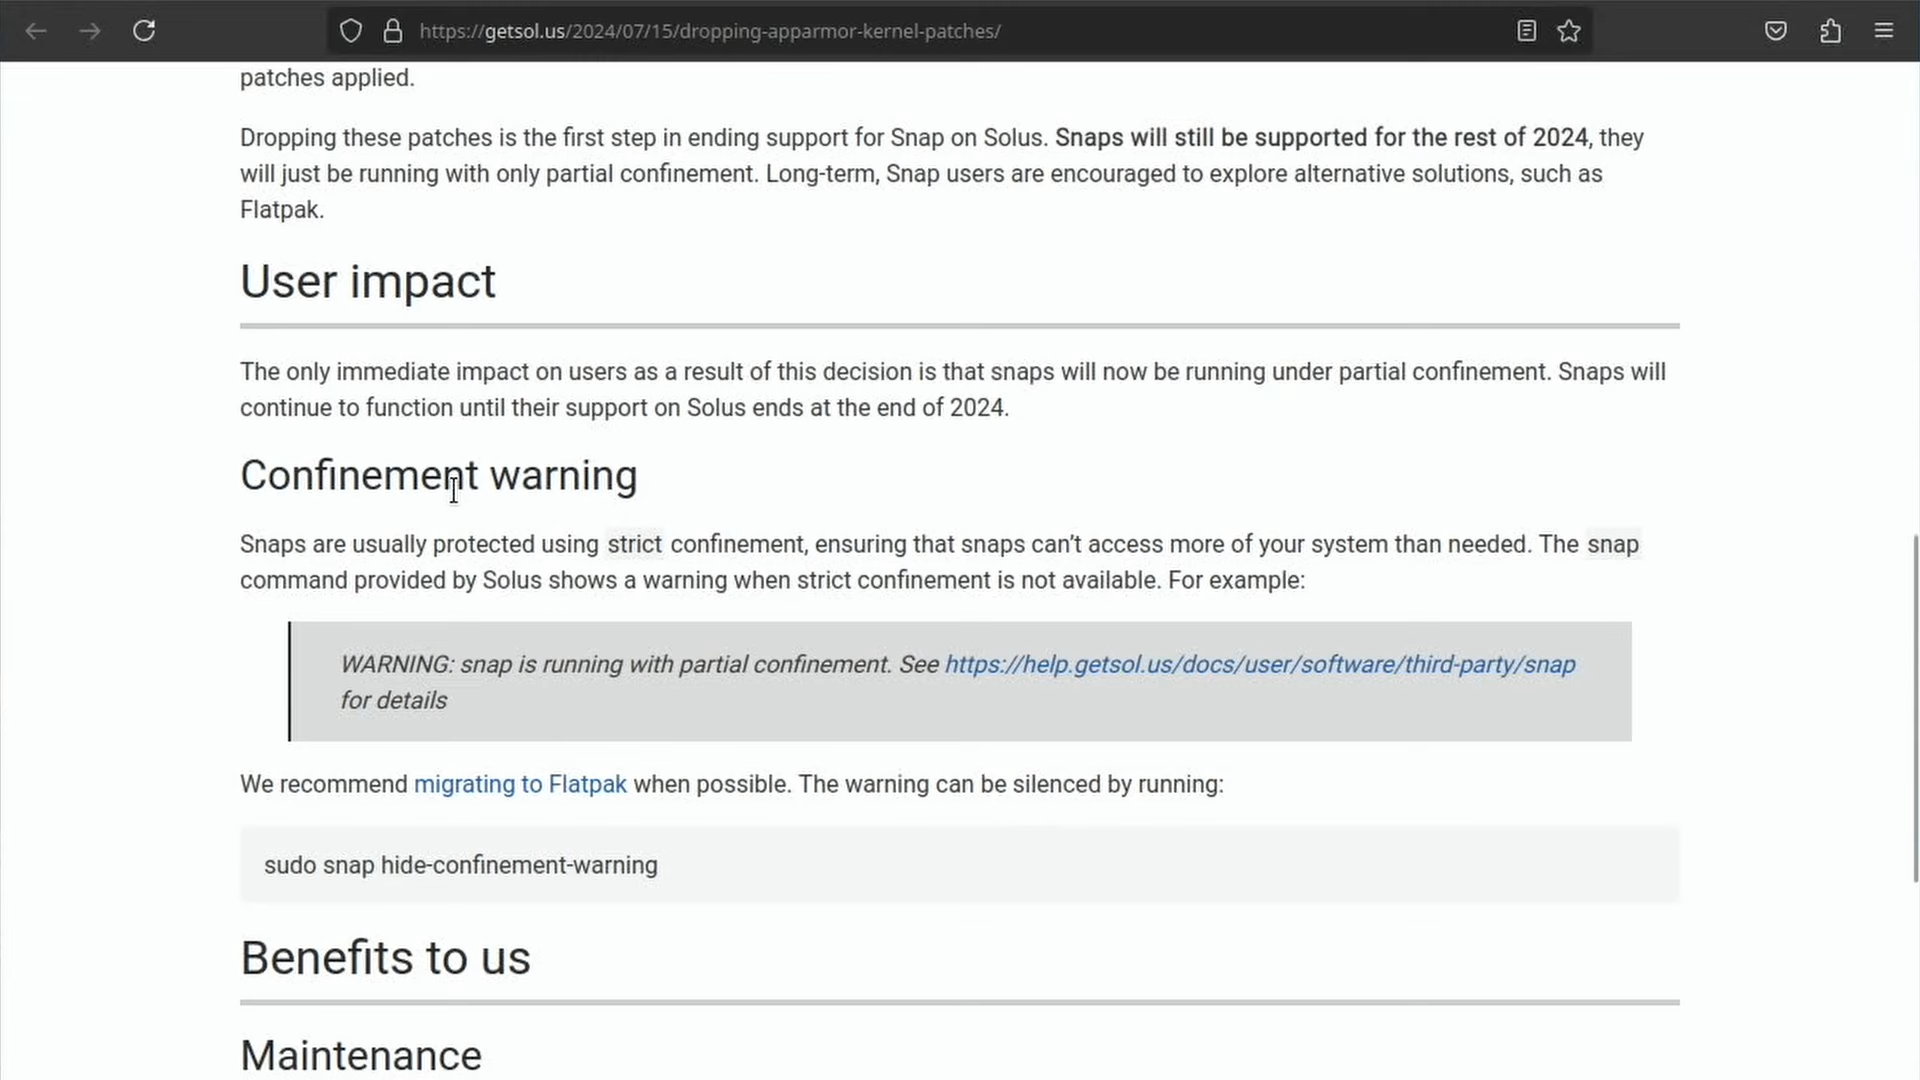 https://getsol.us/2024/07/15/dropping-apparmor-kernel-patches/
patches applied.
Dropping these patches is the first step in ending support for Snap on Solus. Snaps will still be supported for the rest of 2024, they
will just be running with only partial confinement. Long-term, Snap users are encouraged to explore alternative solutions, such as
Flatpak.
User impact
The only immediate impact on users as a result of this decision is that snaps will now be running under partial confinement. Snaps will
continue to function until their support on Solus ends at the end of 2024.
Confinement warning
Snaps are usually protected using strict confinement, ensuring that snaps can’t access more of your system than needed. The snap
command provided by Solus shows a warning when strict confinement is not available. For example:
WARNING: snap is running with partial confinement. See https://help.getsol.us/docs/user/software/third-party/snap
for details
We recommend migrating to Flatpak when possible. The warning can be silenced by running:
sudo snap hide-confinement-warning
Benefits to us
Maintenance